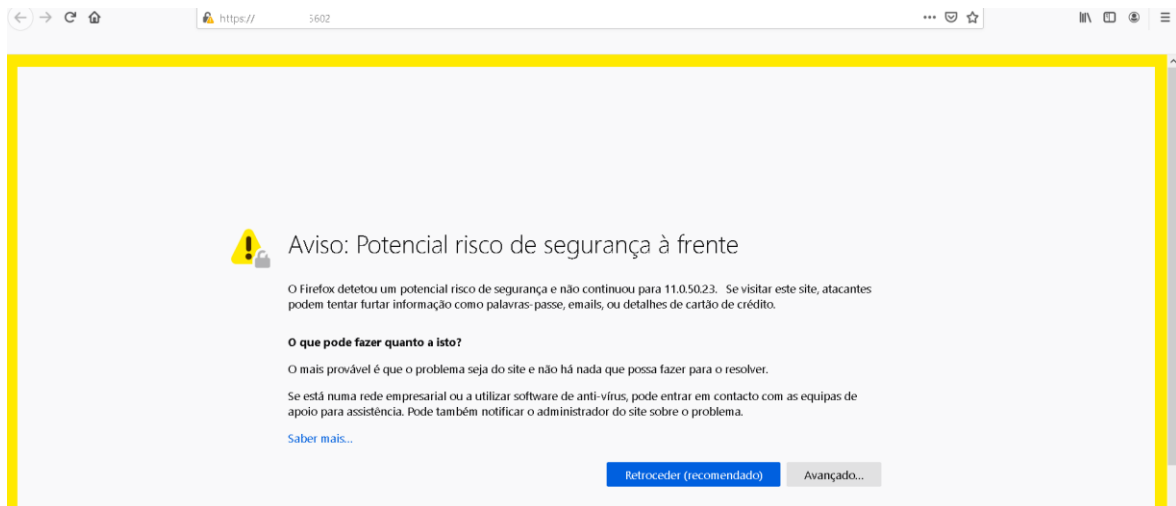 https:// 5602
Aviso: Potencial risco de segurança à frente
O Firefox detetou um potencial risco de segurança e não continuou para 11.0.50.23. Se visitar este site, atacantes
podem tentar furtar informação como palavras-passe, emails, ou detalhes de cartão de crédito.
O que pode fazer quanto a isto?
O mais provável é que o problema seja do site e não há nada que possa fazer para o resolver.
Se está numa rede empresarial ou a utilizar software de anti-vírus, pode entrar em contacto com as equipas de
apoio para assistência. Pode também notificar o administrador do site sobre o problema.
Saber mais...
Retroceder (recomendado) Avançado...